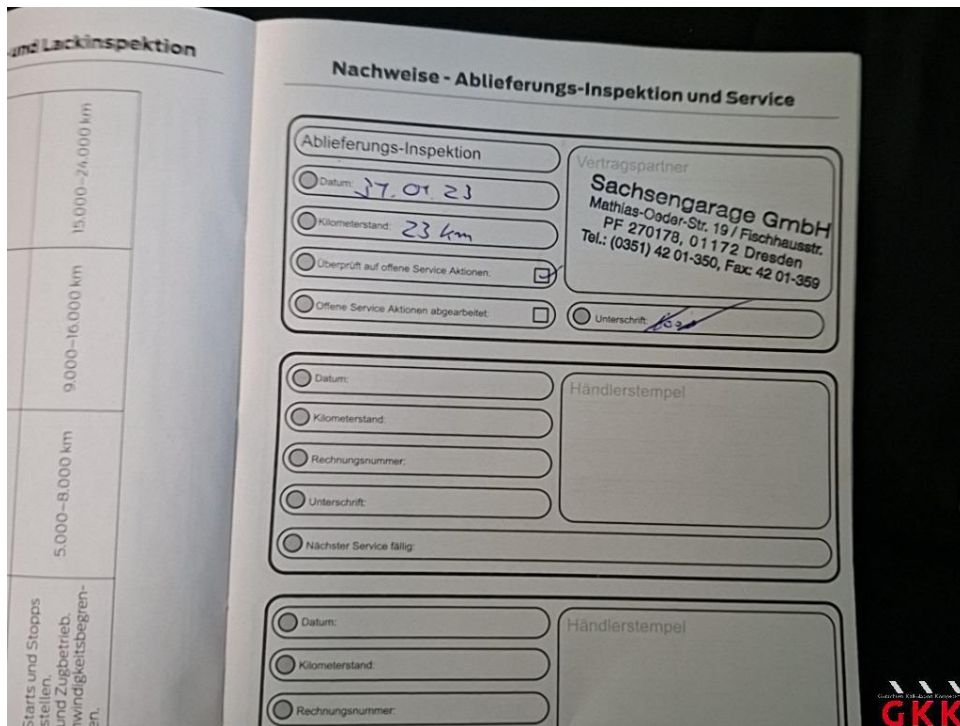 und Lackinspektion
15.000–24.000 km
9.000–16.000 km
5.000–8.000 km
Starts und Stopps
stellen.
und Zugbetrieb.
windigkeitsbegren-
en.
Nachweise - Ablieferungs-Inspektion und Service
Ablieferungs-Inspektion
Datum: 31.01.23
Kilometerstand: 23 km
Überprüft auf offene Service Aktionen:
Offene Service Aktionen abgearbeitet:
Vertragspartner
Sachsengarage GmbH
Mathias-Oeder-Str. 19 / Fischhausstr.
PF 270178, 01172 Dresden
Tel.: (0351) 42 01-350, Fax: 42 01-359
Unterschrift:
Datum:
Kilometerstand:
Rechnungsnummer:
Unterschrift:
Nächster Service fällig:
Händlerstempel
Datum:
Kilometerstand:
Rechnungsnummer:
Händlerstempel
GKK